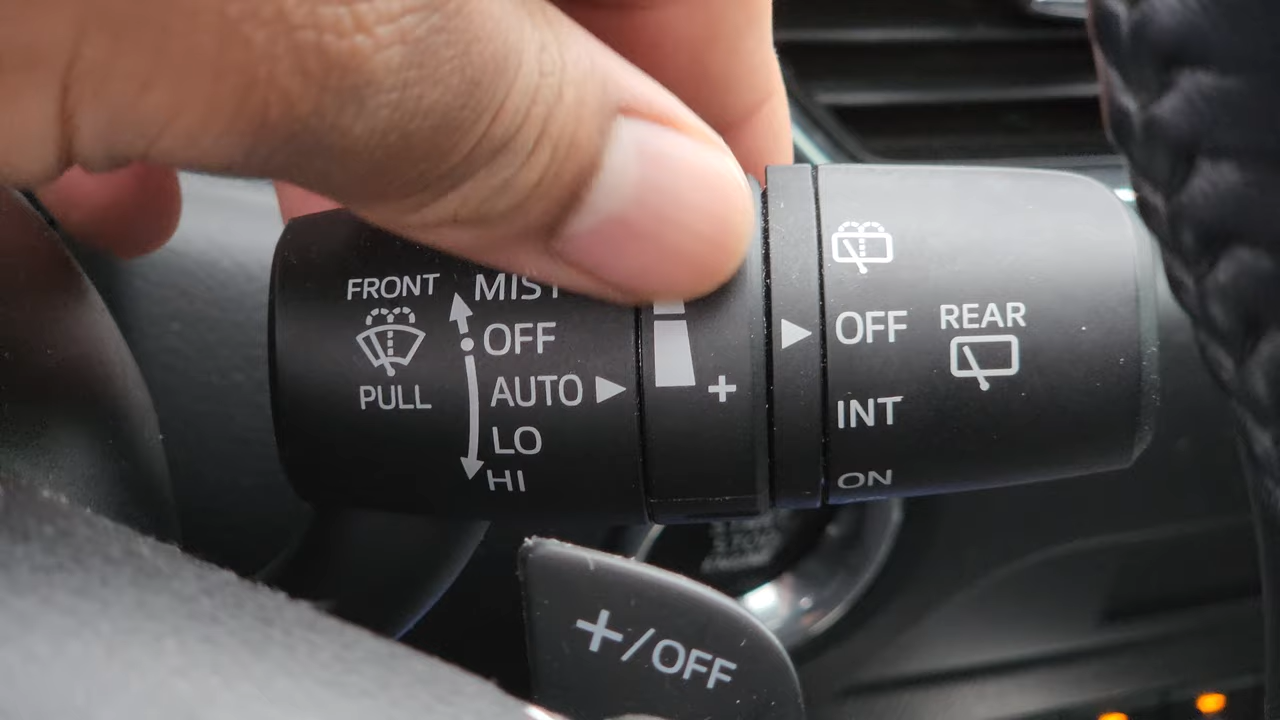 FRONT
PULL
MIST
OFF
AUTO
LO
HI
+
OFF
INT
ON
REAR
+/OFF